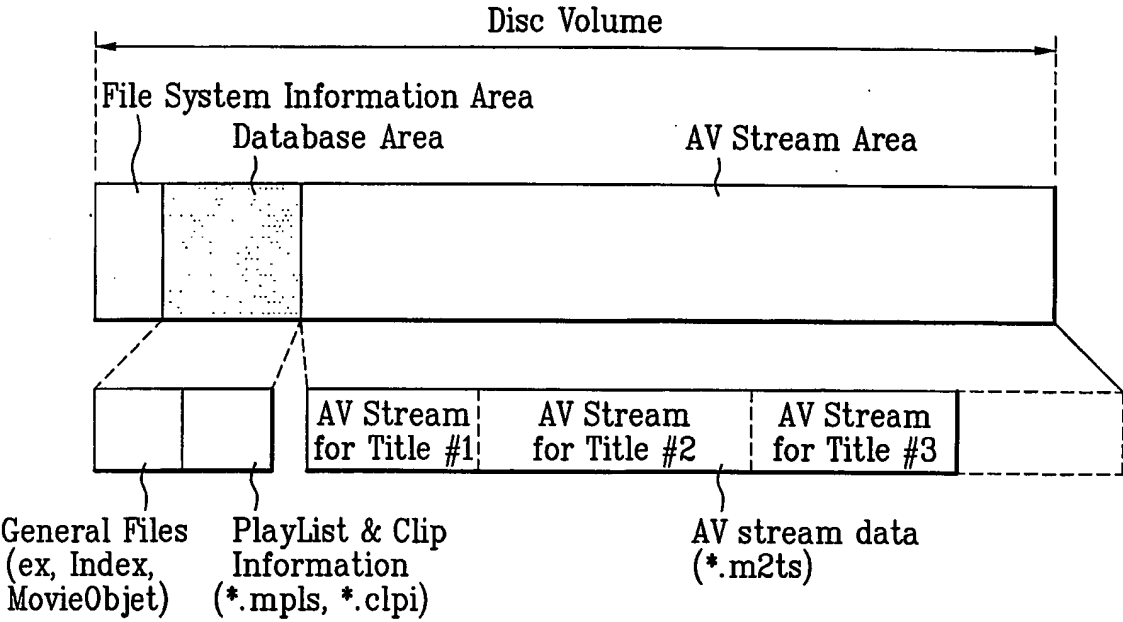 Disc Volume
File System Information Area
Database Area
AV Stream Area
AV Stream
for Title #1
AV Stream
for Title #2
AV Stream
for Title #3
General Files
(ex, Index,
MovieObjet)
PlayList & Clip
Information
(*.mpls, *.clpi)
AV stream data
(*.m2ts)